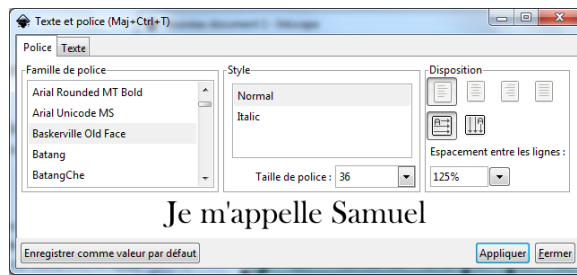 Texte et police (Maj+Ctrl+T)
Police Texte
Famille de police
Arial Rounded MT Bold
Arial Unicode MS
Baskerville Old Face
Batang
BatangChe
Style
Normal
Italic
Taille de police : 36
Disposition
Espacement entre les lignes :
125%
Je m'appelle Samuel
Enregistrer comme valeur par défaut Appliquer Fermer